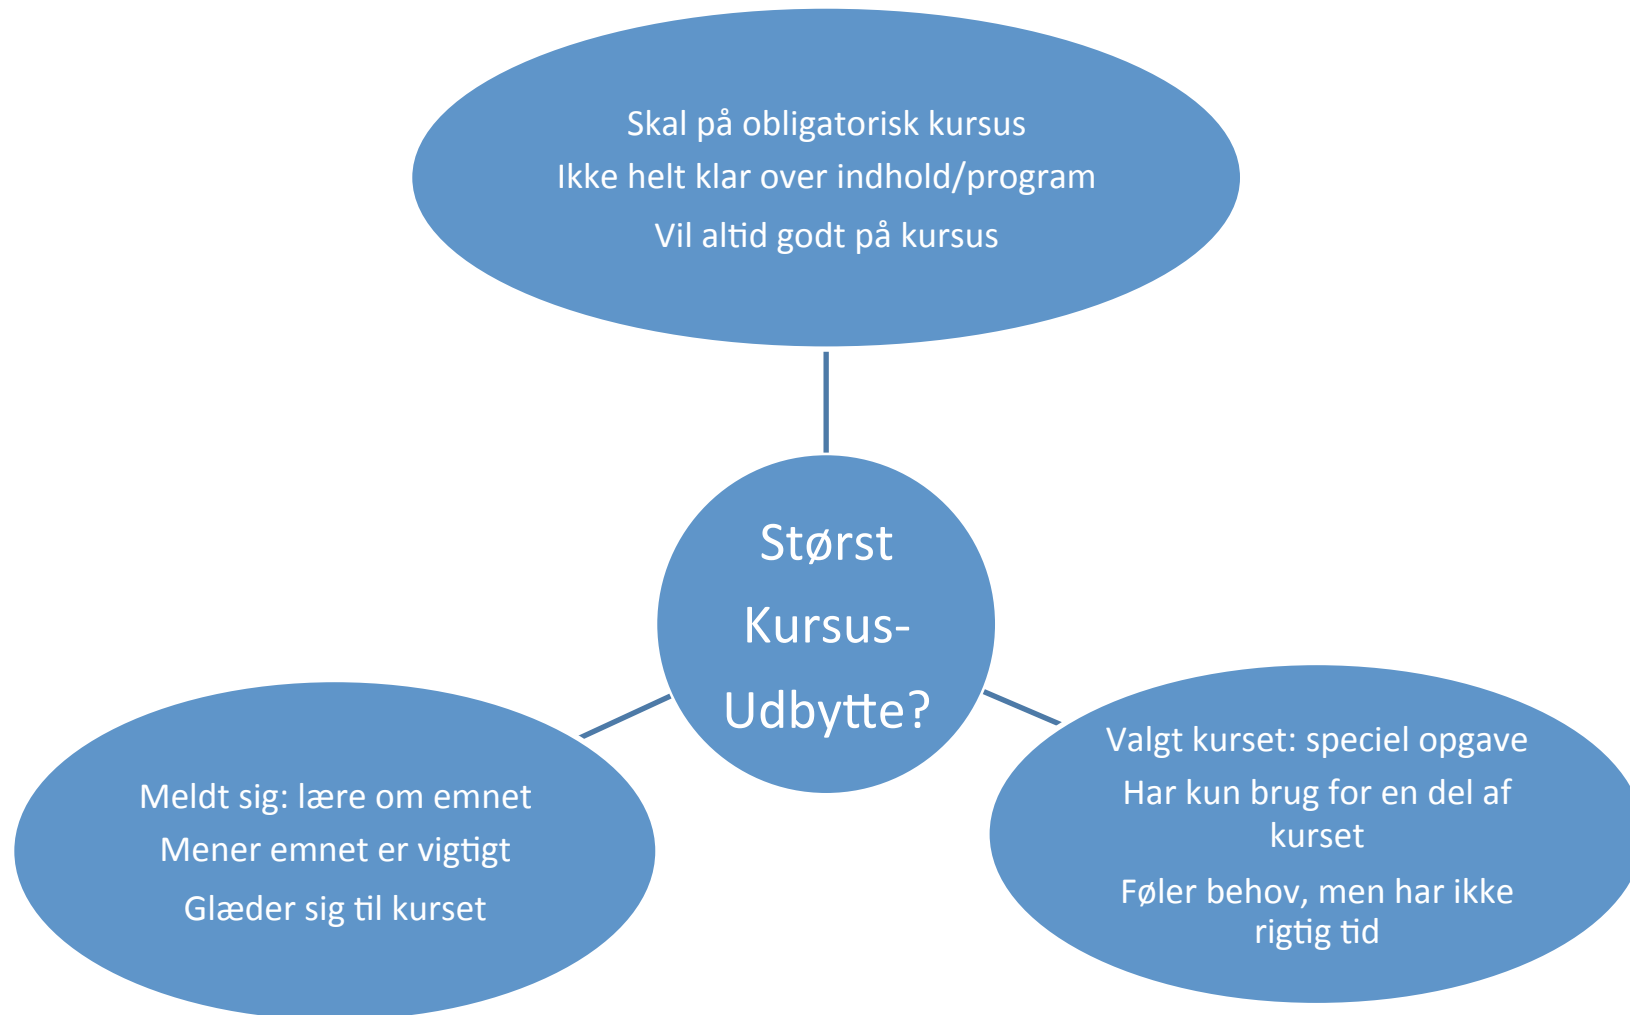 Skal på obligatorisk kursus
Ikke helt klar over indhold/program
Vil altid godt på kursus
Størst
Kursus-
Udbytte?
Valgt kurset: speciel opgave
Har kun brug for en del af
kurset
Føler behov, men har ikke
rigtig tid
Meldt sig: lære om emnet
Mener emnet er vigtigt
Glæder sig til kurset